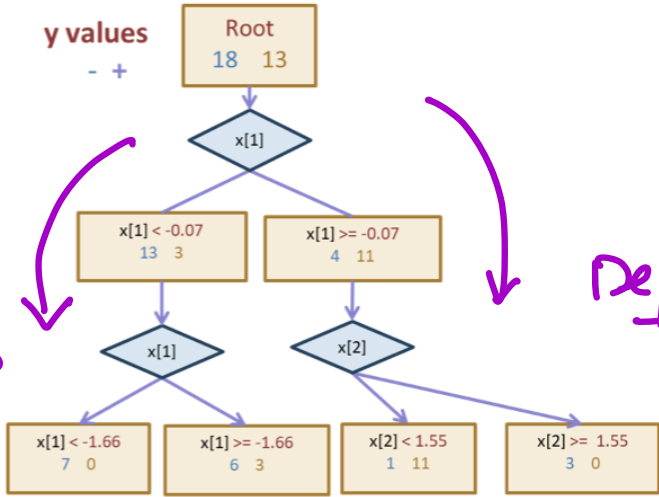 y values
- +
Root
18 13
x[1]
x[1] < -0.07
13 3
x[1] >= -0.07
4 11
x[1]
x[2]
x[1] < -1.66
7 0
x[1] >= -1.66
6 3
x[2] < 1.55
1 11
x[2] >= 1.55
3 0
De